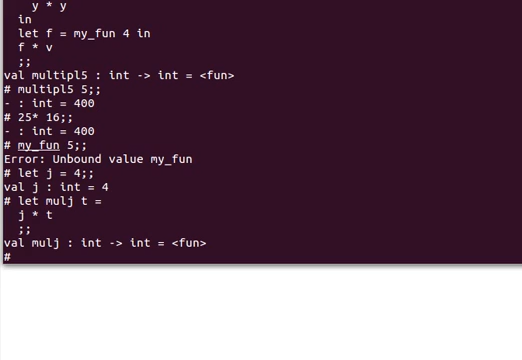 y * y
in
let f = my_fun 4 in
f * v
;;
val multipl5 : int -> int = <fun>
# multipl5 5;;
- : int = 400
# 25* 16;;
- : int = 400
# my_fun 5;;
Error: Unbound value my_fun
# let j = 4;;
val j : int = 4
# let mulj t =
j * t
;;
val mulj : int -> int = <fun>
#